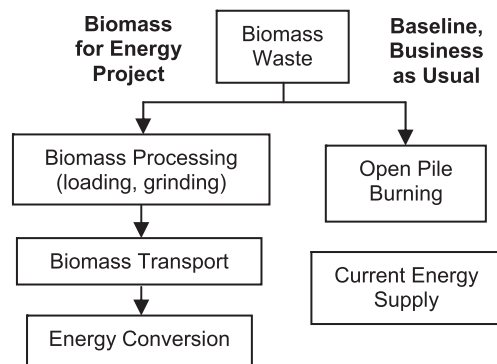 Biomass
for Energy
Project
Biomass
Waste
Baseline,
Business
as Usual
Biomass Processing
(loading, grinding)
Open Pile
Burning
Biomass Transport
Current Energy
Supply
Energy Conversion